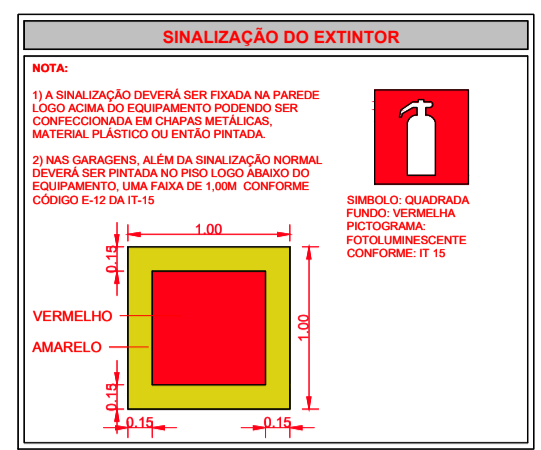 SINALIZAÇÃO DO EXTINTOR
NOTA:
1) A SINALIZAÇÃO DEVERÁ SER FIXADA NA PAREDE
LOGO ACIMA DO EQUIPAMENTO PODENDO SER
CONFECCIONADA EM CHAPAS METÁLICAS,
MATERIAL PLÁSTICO OU ENTÃO PINTADA.
2) NAS GARAGENS, ALÉM DA SINALIZAÇÃO NORMAL
DEVERÁ SER PINTADA NO PISO LOGO ABAIXO DO
EQUIPAMENTO, UMA FAIXA DE 1,00M CONFORME
CÓDIGO E-12 DA IT-15
SIMBOLO: QUADRADA
FUNDO: VERMELHA
PICTOGRAMA:
FOTOLUMINESCENTE
CONFORME: IT 15
1.00
0.15
VERMELHO
1.00
AMARELO
0.15
0.15
0.15